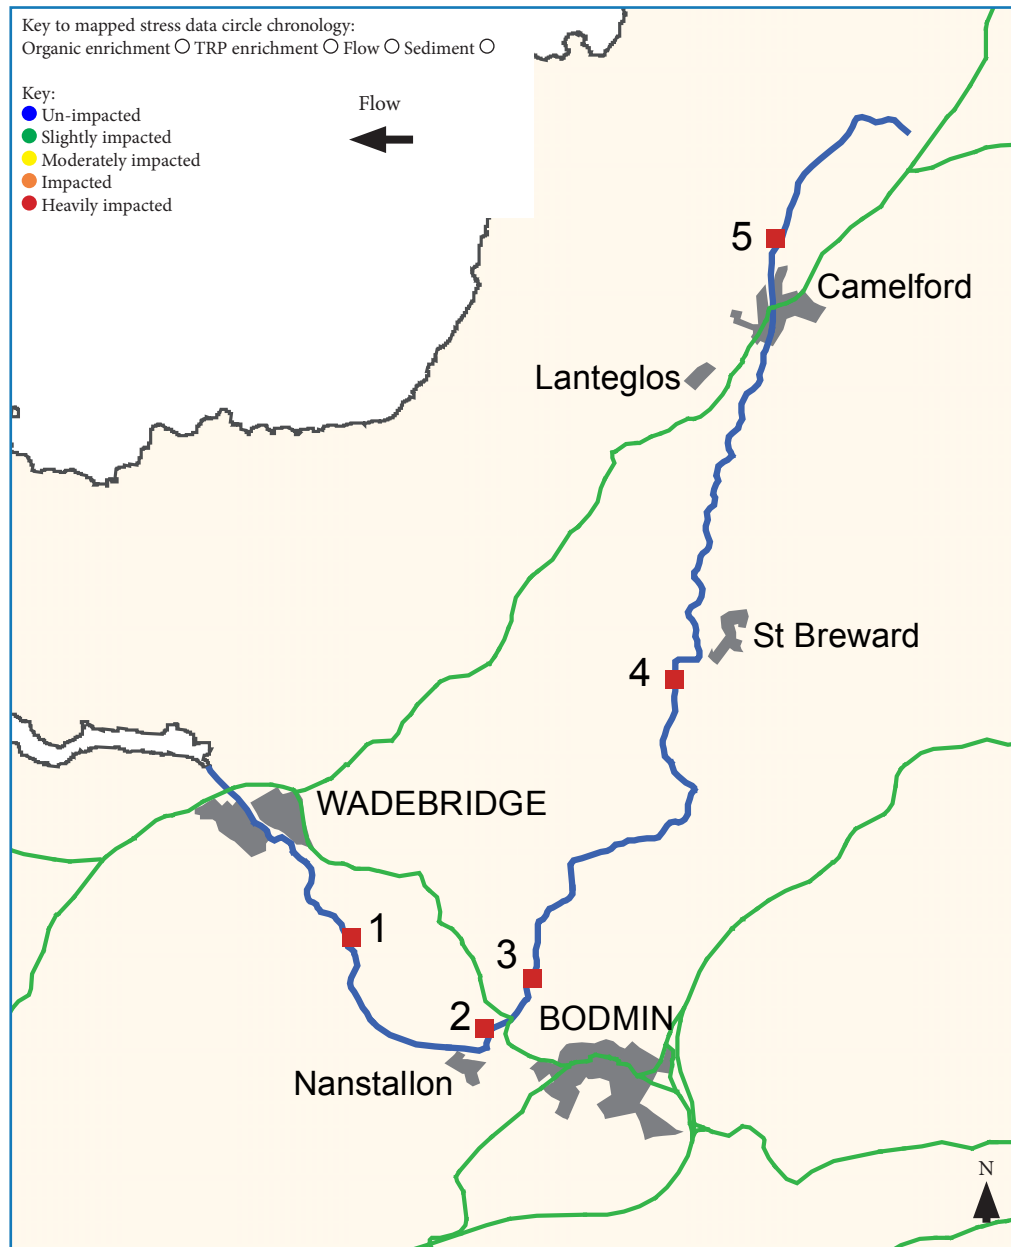 Key to mapped stress data circle chronology:
Organic enrichment TRP enrichment Flow Sediment
Key:
Un-impacted
Slightly impacted
Moderately impacted
Impacted
Heavily impacted
Flow
5
Camelford
Lanteglos
St Breward
4
WADEBRIDGE
1
3
2
BODMIN
Nanstallon
N